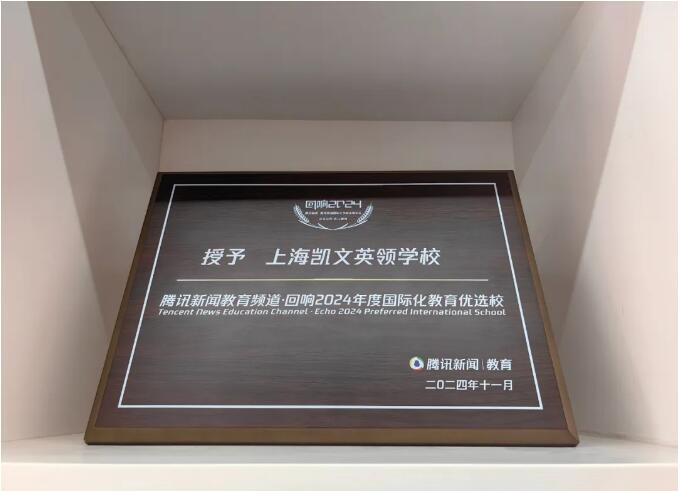 回响2024
授予 上海凯文英领学校
腾讯新闻教育频道·回响2024年度国际化教育优选校
Tencent News Education Channel · Echo 2024 Preferred International School
腾讯新闻|教育
二〇二四年十一月